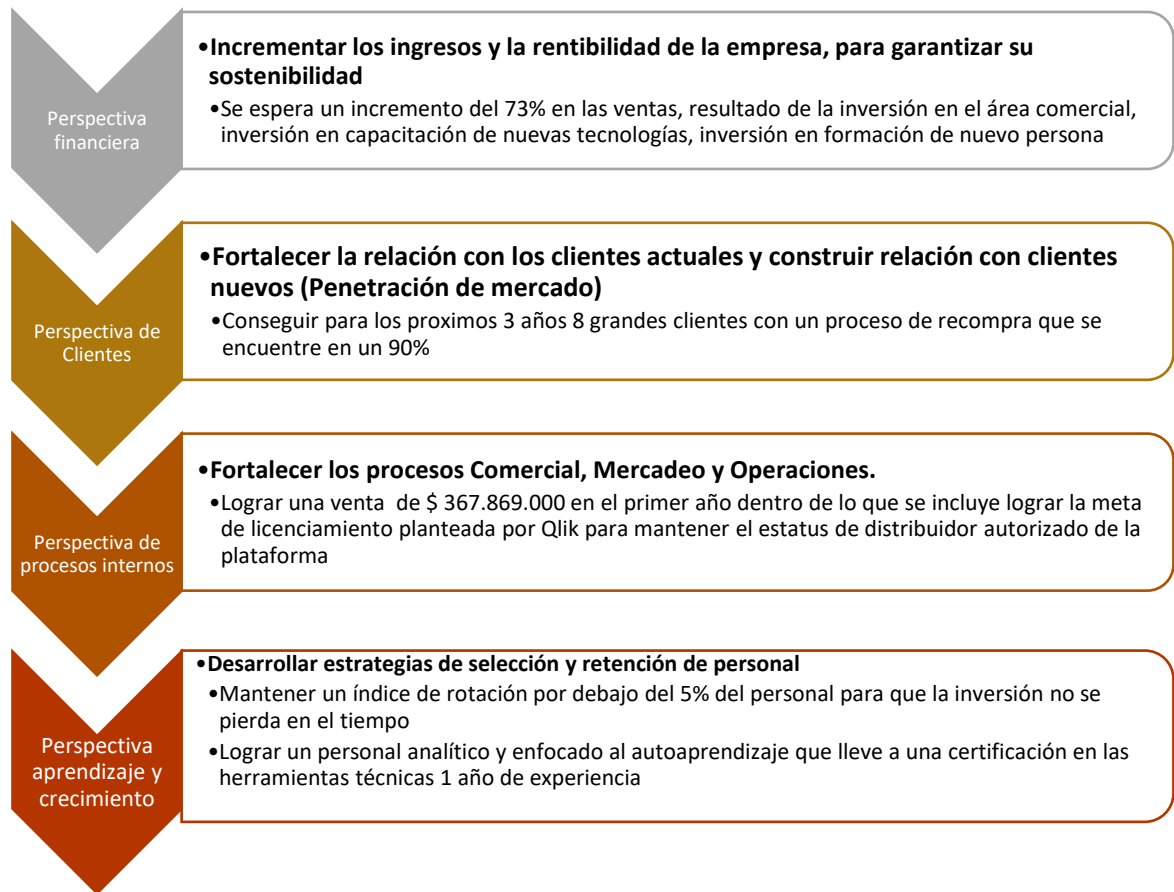 Perspectiva
financiera
•Incrementar los ingresos y la rentibilidad de la empresa, para garantizar su
sostenibilidad
•Se espera un incremento del 73% en las ventas, resultado de la inversión en el área comercial,
inversión en capacitación de nuevas tecnologías, inversión en formación de nuevo persona
Perspectiva de
Clientes
•Fortalecer la relación con los clientes actuales y construir relación con clientes
nuevos (Penetración de mercado)
•Conseguir para los proximos 3 años 8 grandes clientes con un proceso de recompra que se
encuentre en un 90%
Perspectiva de
procesos internos
•Fortalecer los procesos Comercial, Mercadeo y Operaciones.
•Lograr una venta de $ 367.869.000 en el primer año dentro de lo que se incluye lograr la meta
de licenciamiento planteada por Qlik para mantener el estatus de distribuidor autorizado de la
plataforma
Perspectiva
aprendizaje y
crecimiento
•Desarrollar estrategias de selección y retención de personal
•Mantener un índice de rotación por debajo del 5% del personal para que la inversión no se
pierda en el tiempo
•Lograr un personal analítico y enfocado al autoaprendizaje que lleve a una certificación en las
herramientas técnicas 1 año de experiencia